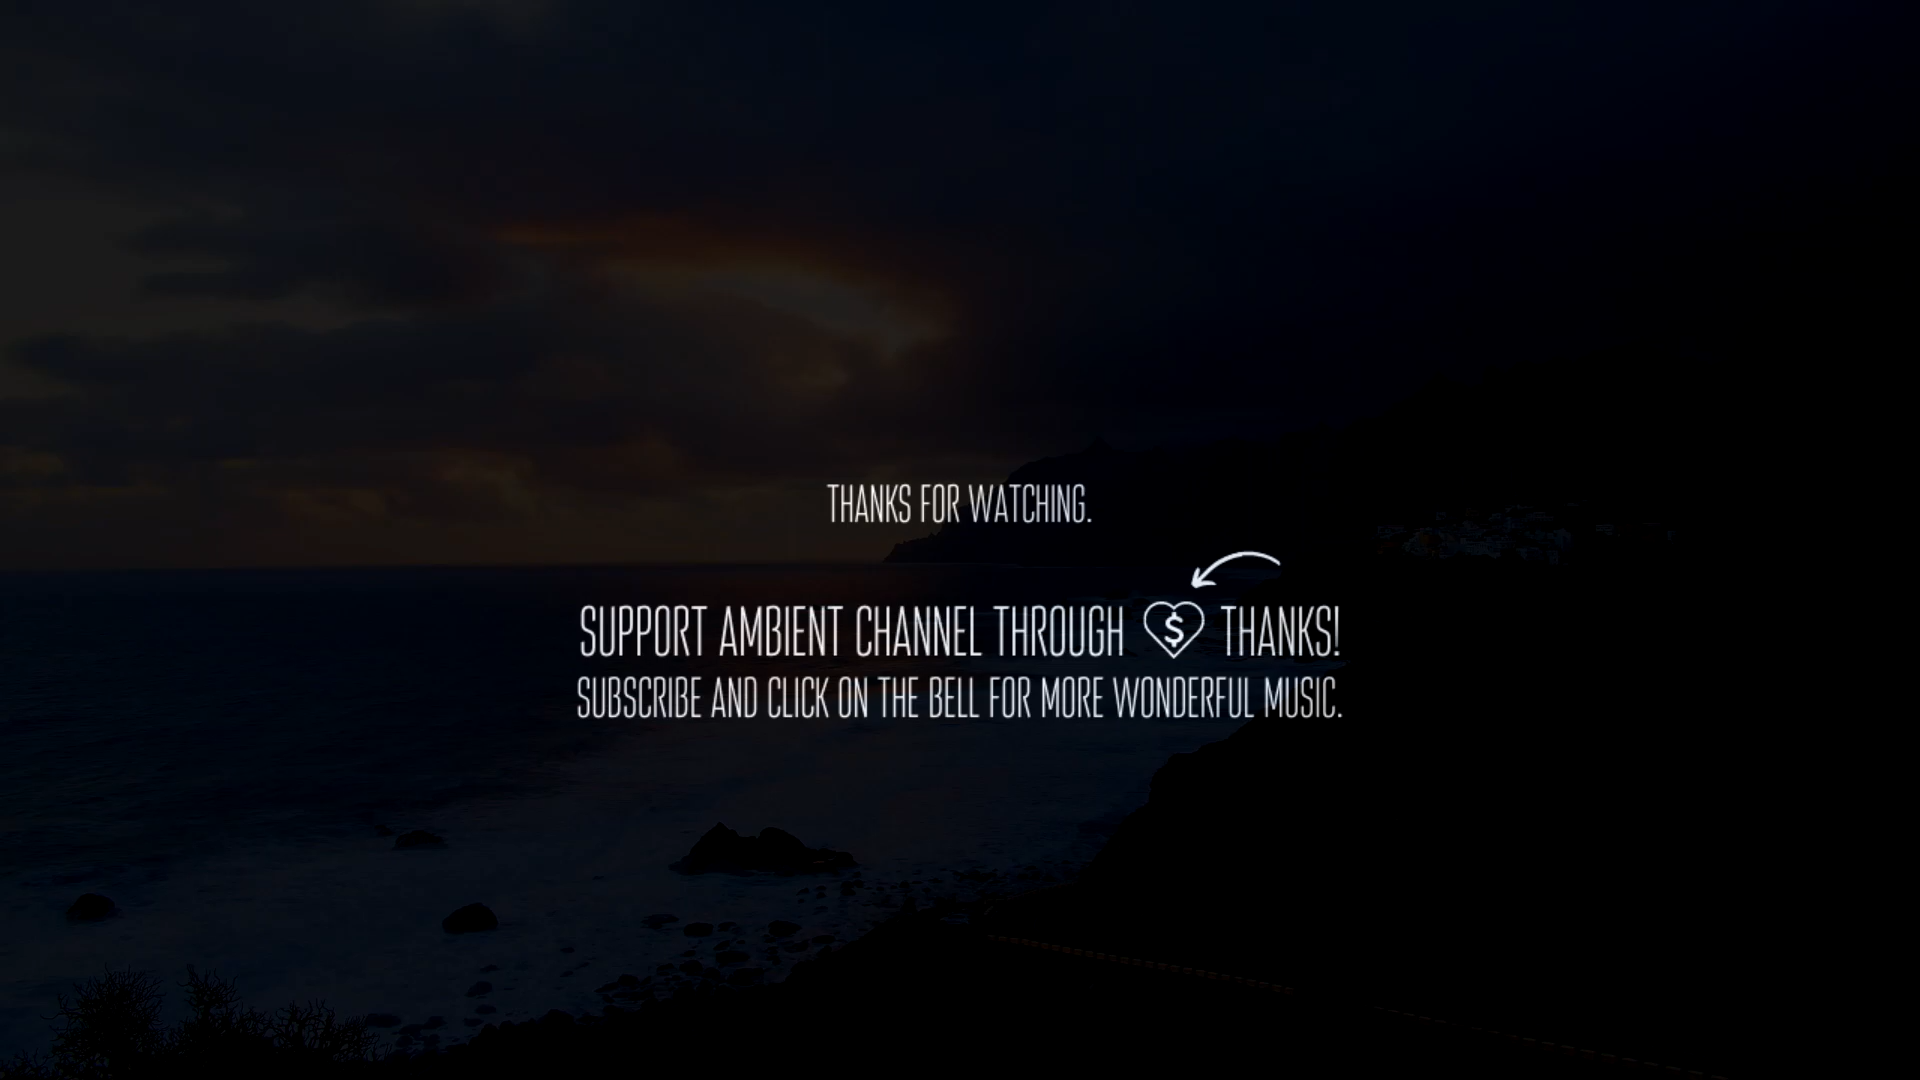 THANKS FOR WATCHING.
SUPPORT AMBIENT CHANNEL THROUGH $ THANKS!
SUBSCRIBE AND CLICK ON THE BELL FOR MORE WONDERFUL MUSIC.